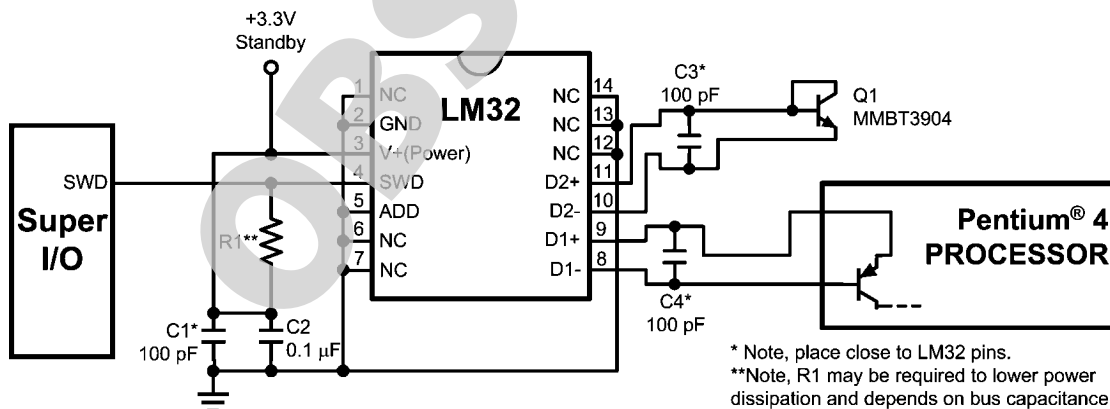 +3.3V
Standby
Super
I/O
SWD
R1**
C1*
100 pF
C2
0.1 µF
LM32
1
NC
2
GND
3
V+(Power)
4
SWD
5
ADD
6
NC
7
NC
14
NC
13
NC
12
NC
11
D2+
10
D2-
9
D1+
8
D1-
C3*
100 pF
Q1
MMBT3904
C4*
100 pF
Pentium® 4
PROCESSOR
* Note, place close to LM32 pins.
**Note, R1 may be required to lower power
dissipation and depends on bus capacitance